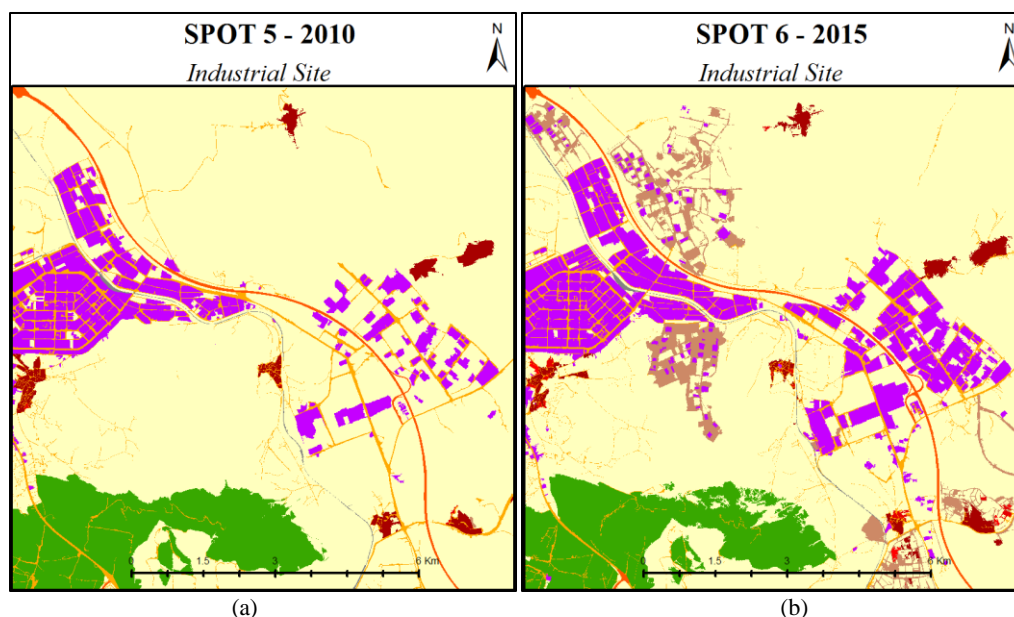 SPOT 5 - 2010
N
Industrial Site
0 1.5 3 6 Km
(a)
SPOT 6 - 2015
N
Industrial Site
0 1.5 3 6 Km
(b)